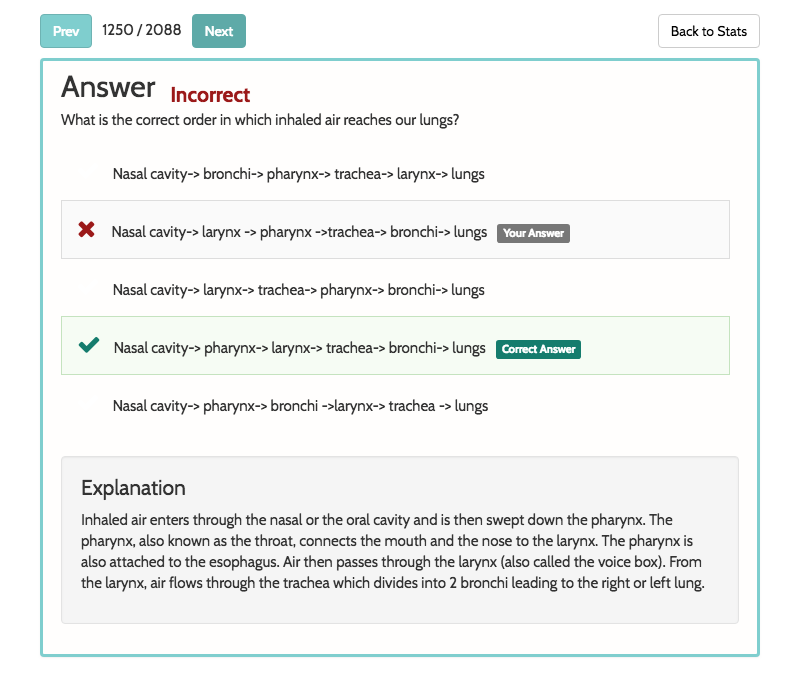 Prev 1250 / 2088 Next Back to Stats
Answer Incorrect
What is the correct order in which inhaled air reaches our lungs?
Nasal cavity-> bronchi-> pharynx-> trachea-> larynx-> lungs
Nasal cavity-> larynx -> pharynx ->trachea-> bronchi-> lungs Your Answer
Nasal cavity-> larynx-> trachea-> pharynx-> bronchi-> lungs
Nasal cavity-> pharynx-> larynx-> trachea-> bronchi-> lungs Correct Answer
Nasal cavity-> pharynx-> bronchi ->larynx-> trachea -> lungs
Explanation
Inhaled air enters through the nasal or the oral cavity and is then swept down the pharynx. The
pharynx, also known as the throat, connects the mouth and the nose to the larynx. The pharynx is
also attached to the esophagus. Air then passes through the larynx (also called the voice box). From
the larynx, air flows through the trachea which divides into 2 bronchi leading to the right or left lung.